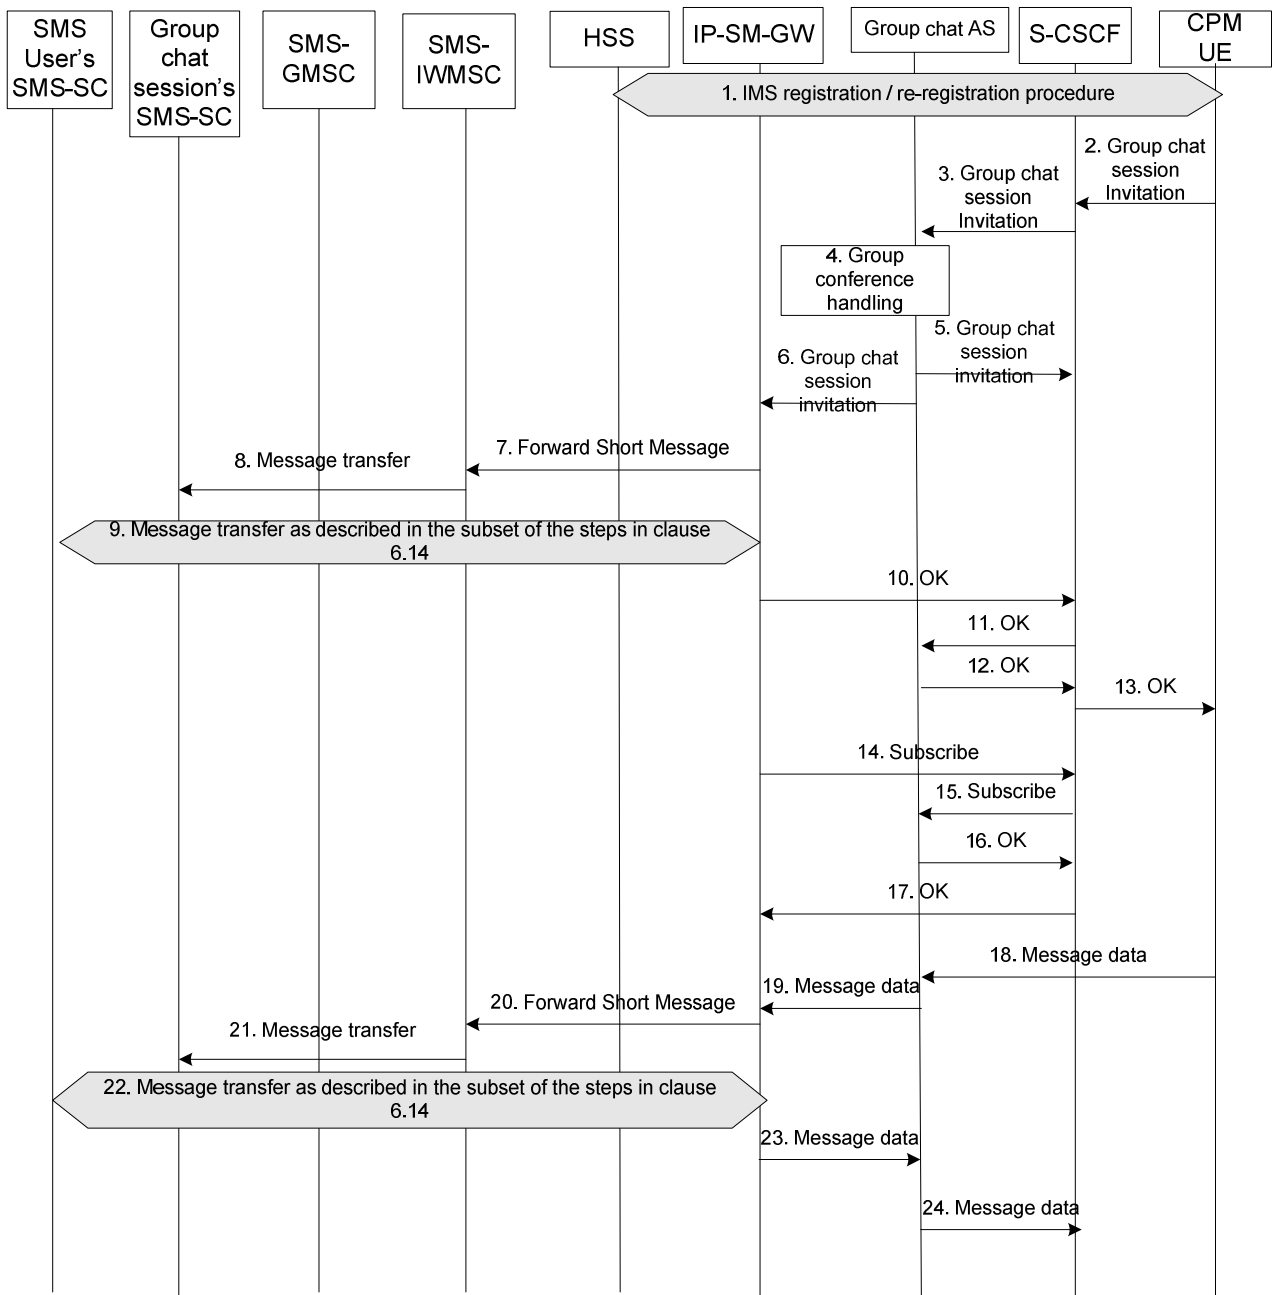 SMS
User's
SMS-SC
Group
chat
session's
SMS-SC
SMS-
GMSC
SMS-
IWMSC
HSS
IP-SM-GW
Group chat AS
S-CSCF
CPM
UE
1. IMS registration / re-registration procedure
2. Group chat
session
Invitation
3. Group chat
session
Invitation
4. Group
conference
handling
5. Group chat
session
invitation
6. Group chat
session
invitation
7. Forward Short Message
8. Message transfer
9. Message transfer as described in the subset of the steps in clause
6.14
10. OK
11. OK
12. OK
13. OK
14. Subscribe
15. Subscribe
16. OK
17. OK
18. Message data
19. Message data
20. Forward Short Message
21. Message transfer
22. Message transfer as described in the subset of the steps in clause
6.14
23. Message data
24. Message data